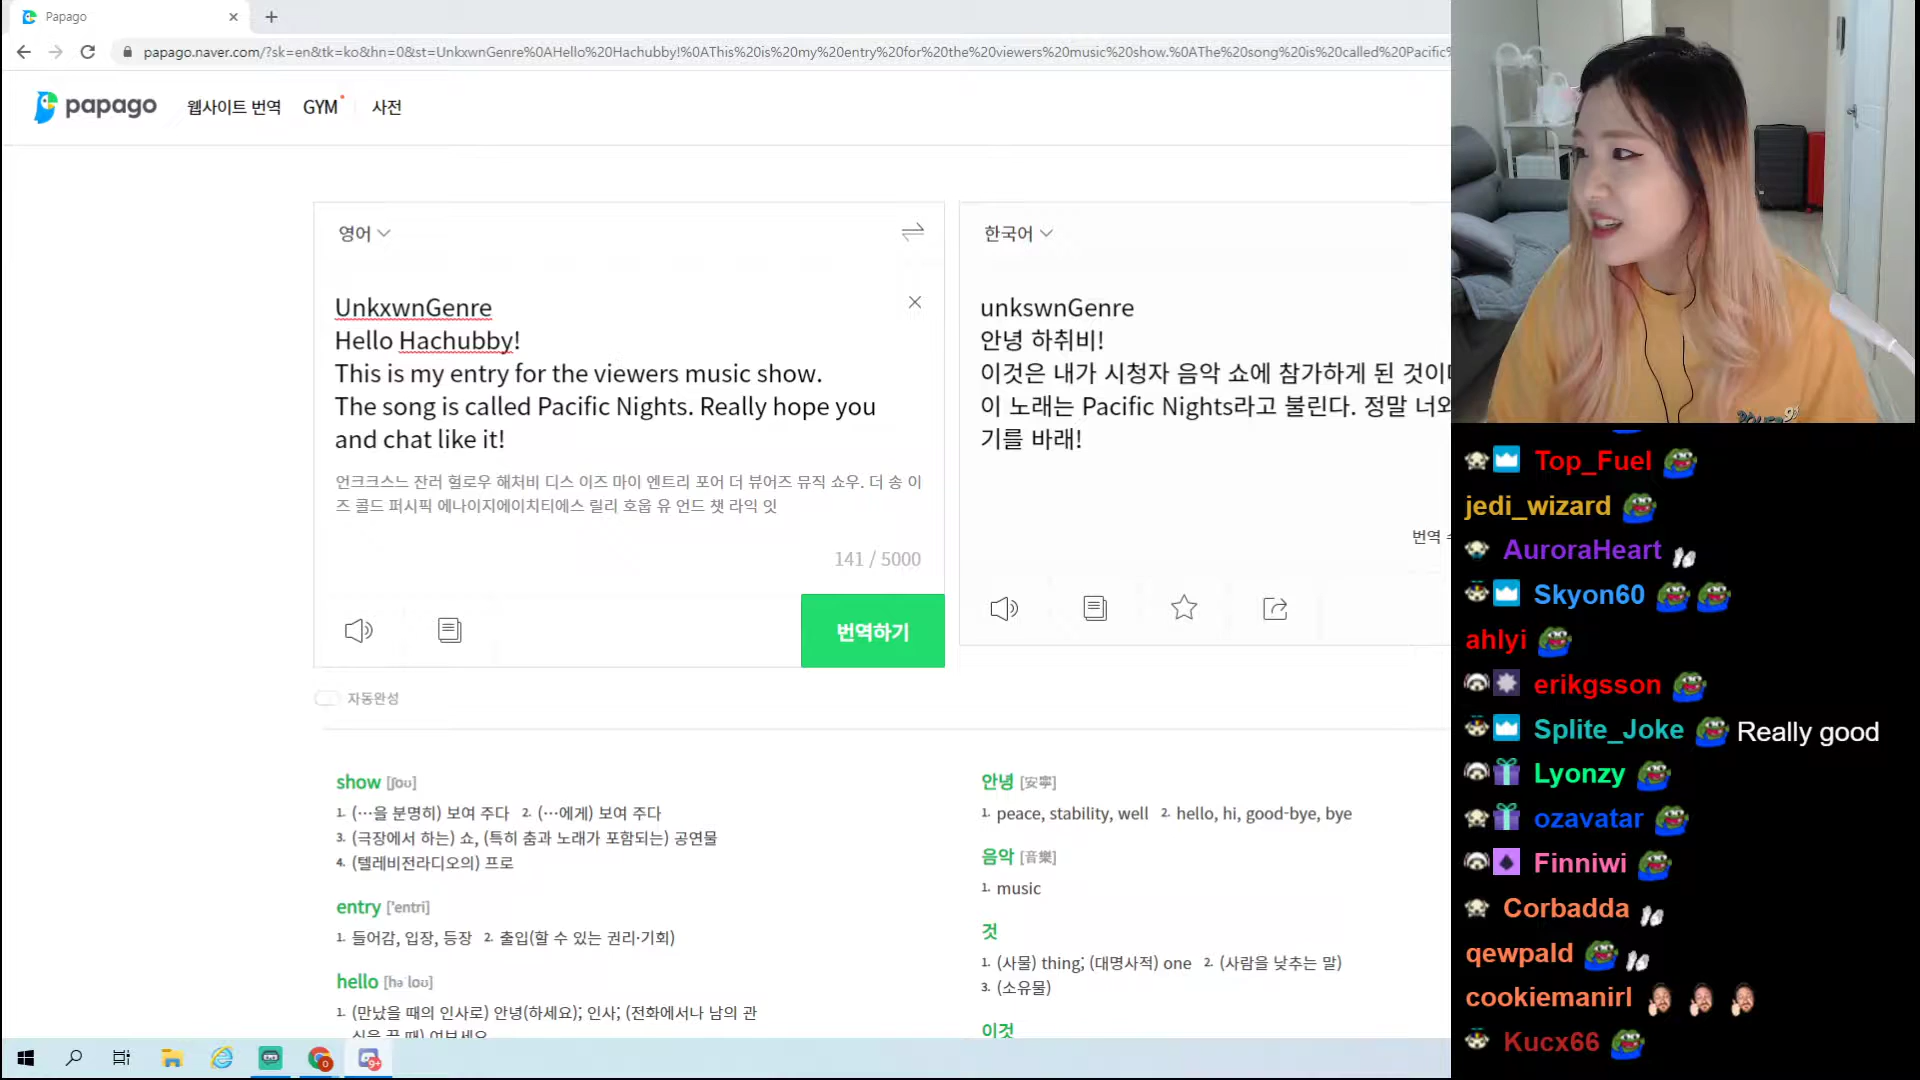 Papago
papago.naver.com/?sk=en&tk=ko&hn=0&st=UnkxwnGenre%0AHello%20Hachubby!%0AThis%20is%20my%20entry%20for%20the%20viewers%20music%20show.%0AThe%20song%20is%20called%20Pacific%
papago 웹사이트 번역 GYM 사전
영어
UnkxwnGenre
Hello Hachubby!
This is my entry for the viewers music show.
The song is called Pacific Nights. Really hope you
and chat like it!
언크크스느 잔러 헐로우 해처비 디스 이즈 마이 엔트리 포어 더 뷰어즈 뮤직 쇼우. 더 송 이
즈 콜드 퍼시픽 에나이지에이치티에스 릴리 호웁 유 언드 챗 라익 잇
141 / 5000
번역하기
자동완성
한국어
unkswnGenre
안녕 하취비!
이것은 내가 시청자 음악 쇼에 참가하게 된 것이
이 노래는 Pacific Nights라고 불린다. 정말 너와
기를 바래!
번역
show [ʃoʊ]
1. (…을 분명히) 보여 주다 2. (…에게) 보여 주다
3. (극장에서 하는) 쇼, (특히 춤과 노래가 포함되는) 공연물
4. (텔레비전라디오의) 프로
entry ['entri]
1. 들어감, 입장, 등장 2. 출입(할 수 있는 권리·기회)
hello [həˈloʊ]
1. (만났을 때의 인사로) 안녕(하세요); 인사; (전화에서나 남의 관
심을 끌 때) 여보세요
안녕 [安寧]
1. peace, stability, well 2. hello, hi, good-bye, bye
음악 [音樂]
1. music
것
1. (사물) thing; (대명사적) one 2. (사람을 낮추는 말)
3. (소유물)
이것
Top_Fuel
jedi_wizard
AuroraHeart
Skyon60
ahlyi
erikgsson
Splite_Joke Really good
Lyonzy
ozavatar
Finniwi
Corbadda
qewpald
cookiemanirl
Kucx66